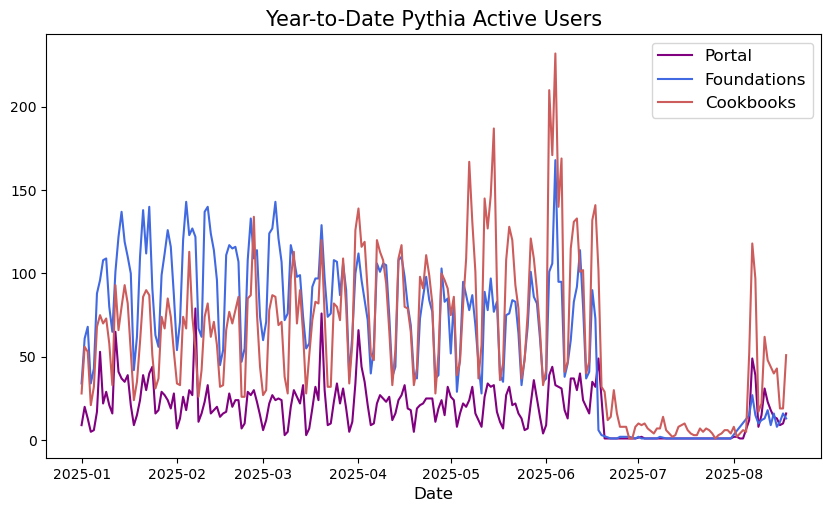 Year-to-Date Pythia Active Users
Portal
Foundations
Cookbooks
200
150
100
50
0
2025-01 2025-02 2025-03 2025-04 2025-05 2025-06 2025-07 2025-08
Date